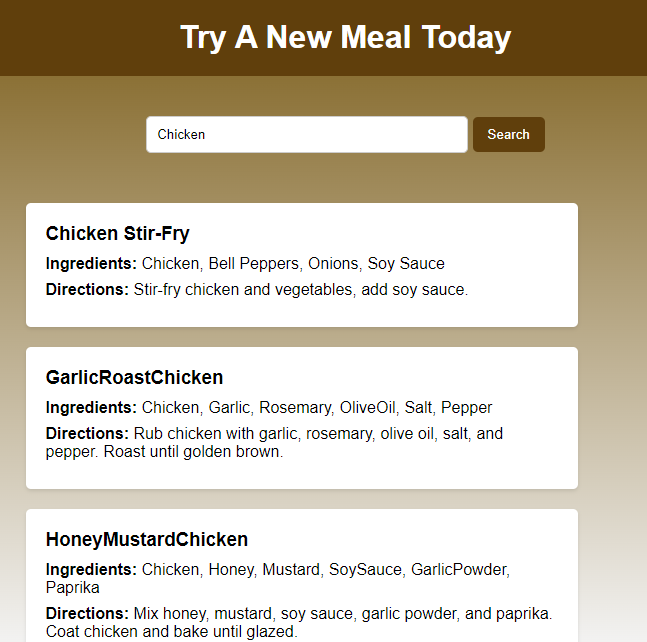 Try A New Meal Today
Chicken
Search
Chicken Stir-Fry
Ingredients: Chicken, Bell Peppers, Onions, Soy Sauce
Directions: Stir-fry chicken and vegetables, add soy sauce.
GarlicRoastChicken
Ingredients: Chicken, Garlic, Rosemary, OliveOil, Salt, Pepper
Directions: Rub chicken with garlic, rosemary, olive oil, salt, and
pepper. Roast until golden brown.
HoneyMustardChicken
Ingredients: Chicken, Honey, Mustard, SoySauce, GarlicPowder,
Paprika
Directions: Mix honey, mustard, soy sauce, garlic powder, and paprika.
Coat chicken and bake until glazed.